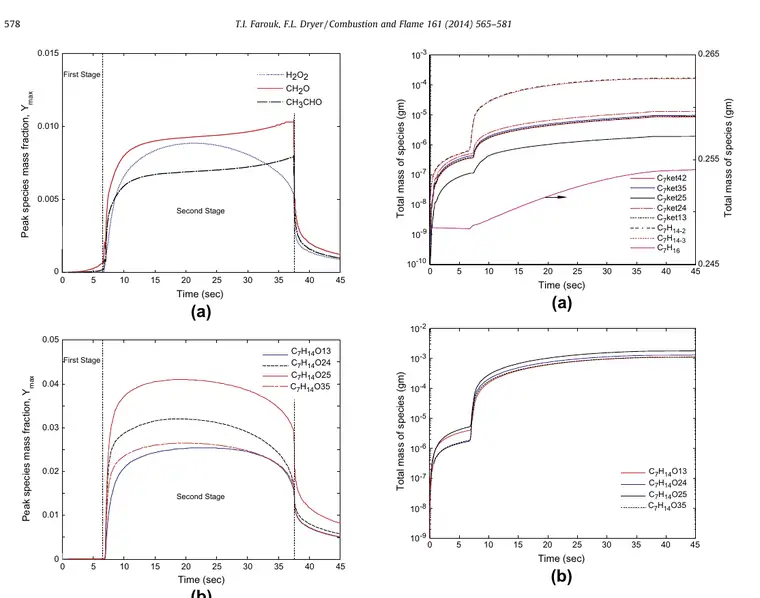 578
T.I. Farouk, F.L. Dryer / Combustion and Flame 161 (2014) 565–581
0.015
0.010
0.005
0
Peak species mass fraction, Ymax
First Stage
Second Stage
H2O2
CH2O
CH3CHO
0 5 10 15 20 25 30 35 40 45
Time (sec)
(a)
0.05
0.04
0.03
0.02
0.01
0
Peak species mass fraction, Ymax
First Stage
Second Stage
C7H14O13
C7H14O24
C7H14O25
C7H14O35
0 5 10 15 20 25 30 35 40 45
Time (sec)
(b)
10-3
10-4
10-5
10-6
10-7
10-8
10-9
10-10
Total mass of species (gm)
C7ket42
C7ket35
C7ket25
C7ket24
C7ket13
C7H14-2
C7H14-3
C7H16
0.265
0.255
0.245
Total mass of species (gm)
0 5 10 15 20 25 30 35 40 45
Time (sec)
(a)
10-2
10-3
10-4
10-5
10-6
10-7
10-8
10-9
Total mass of species (gm)
C7H14O13
C7H14O24
C7H14O25
C7H14O35
0 5 10 15 20 25 30 35 40 45
Time (sec)
(b)